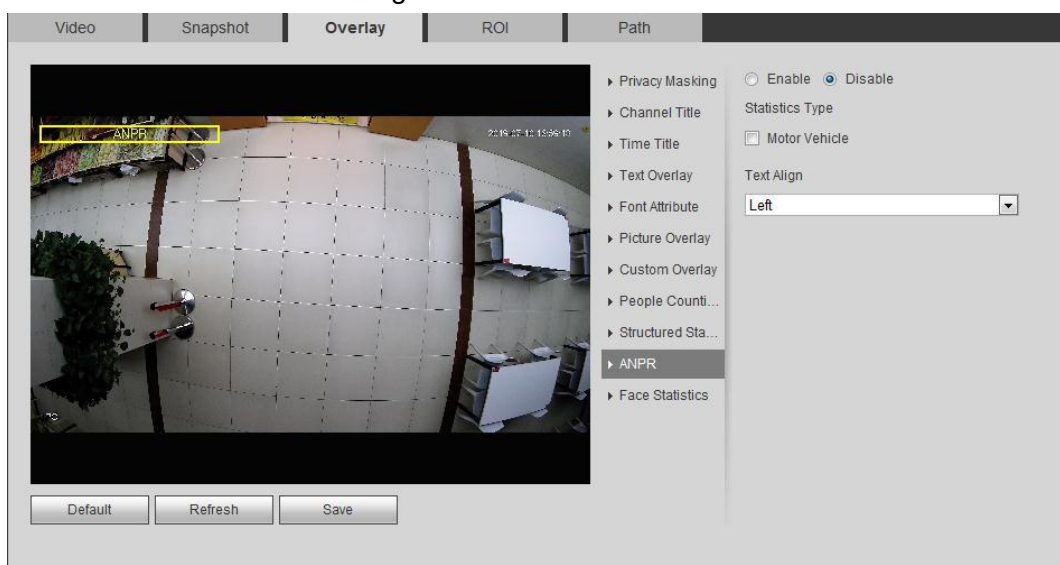 Video Snapshot Overlay ROI Path
ANPR
Privacy Masking
Channel Title
Time Title
Text Overlay
Font Attribute
Picture Overlay
Custom Overlay
People Counti...
Structured Sta...
ANPR
Face Statistics
Enable Disable
Statistics Type
Motor Vehicle
Text Align
Left
Default Refresh Save